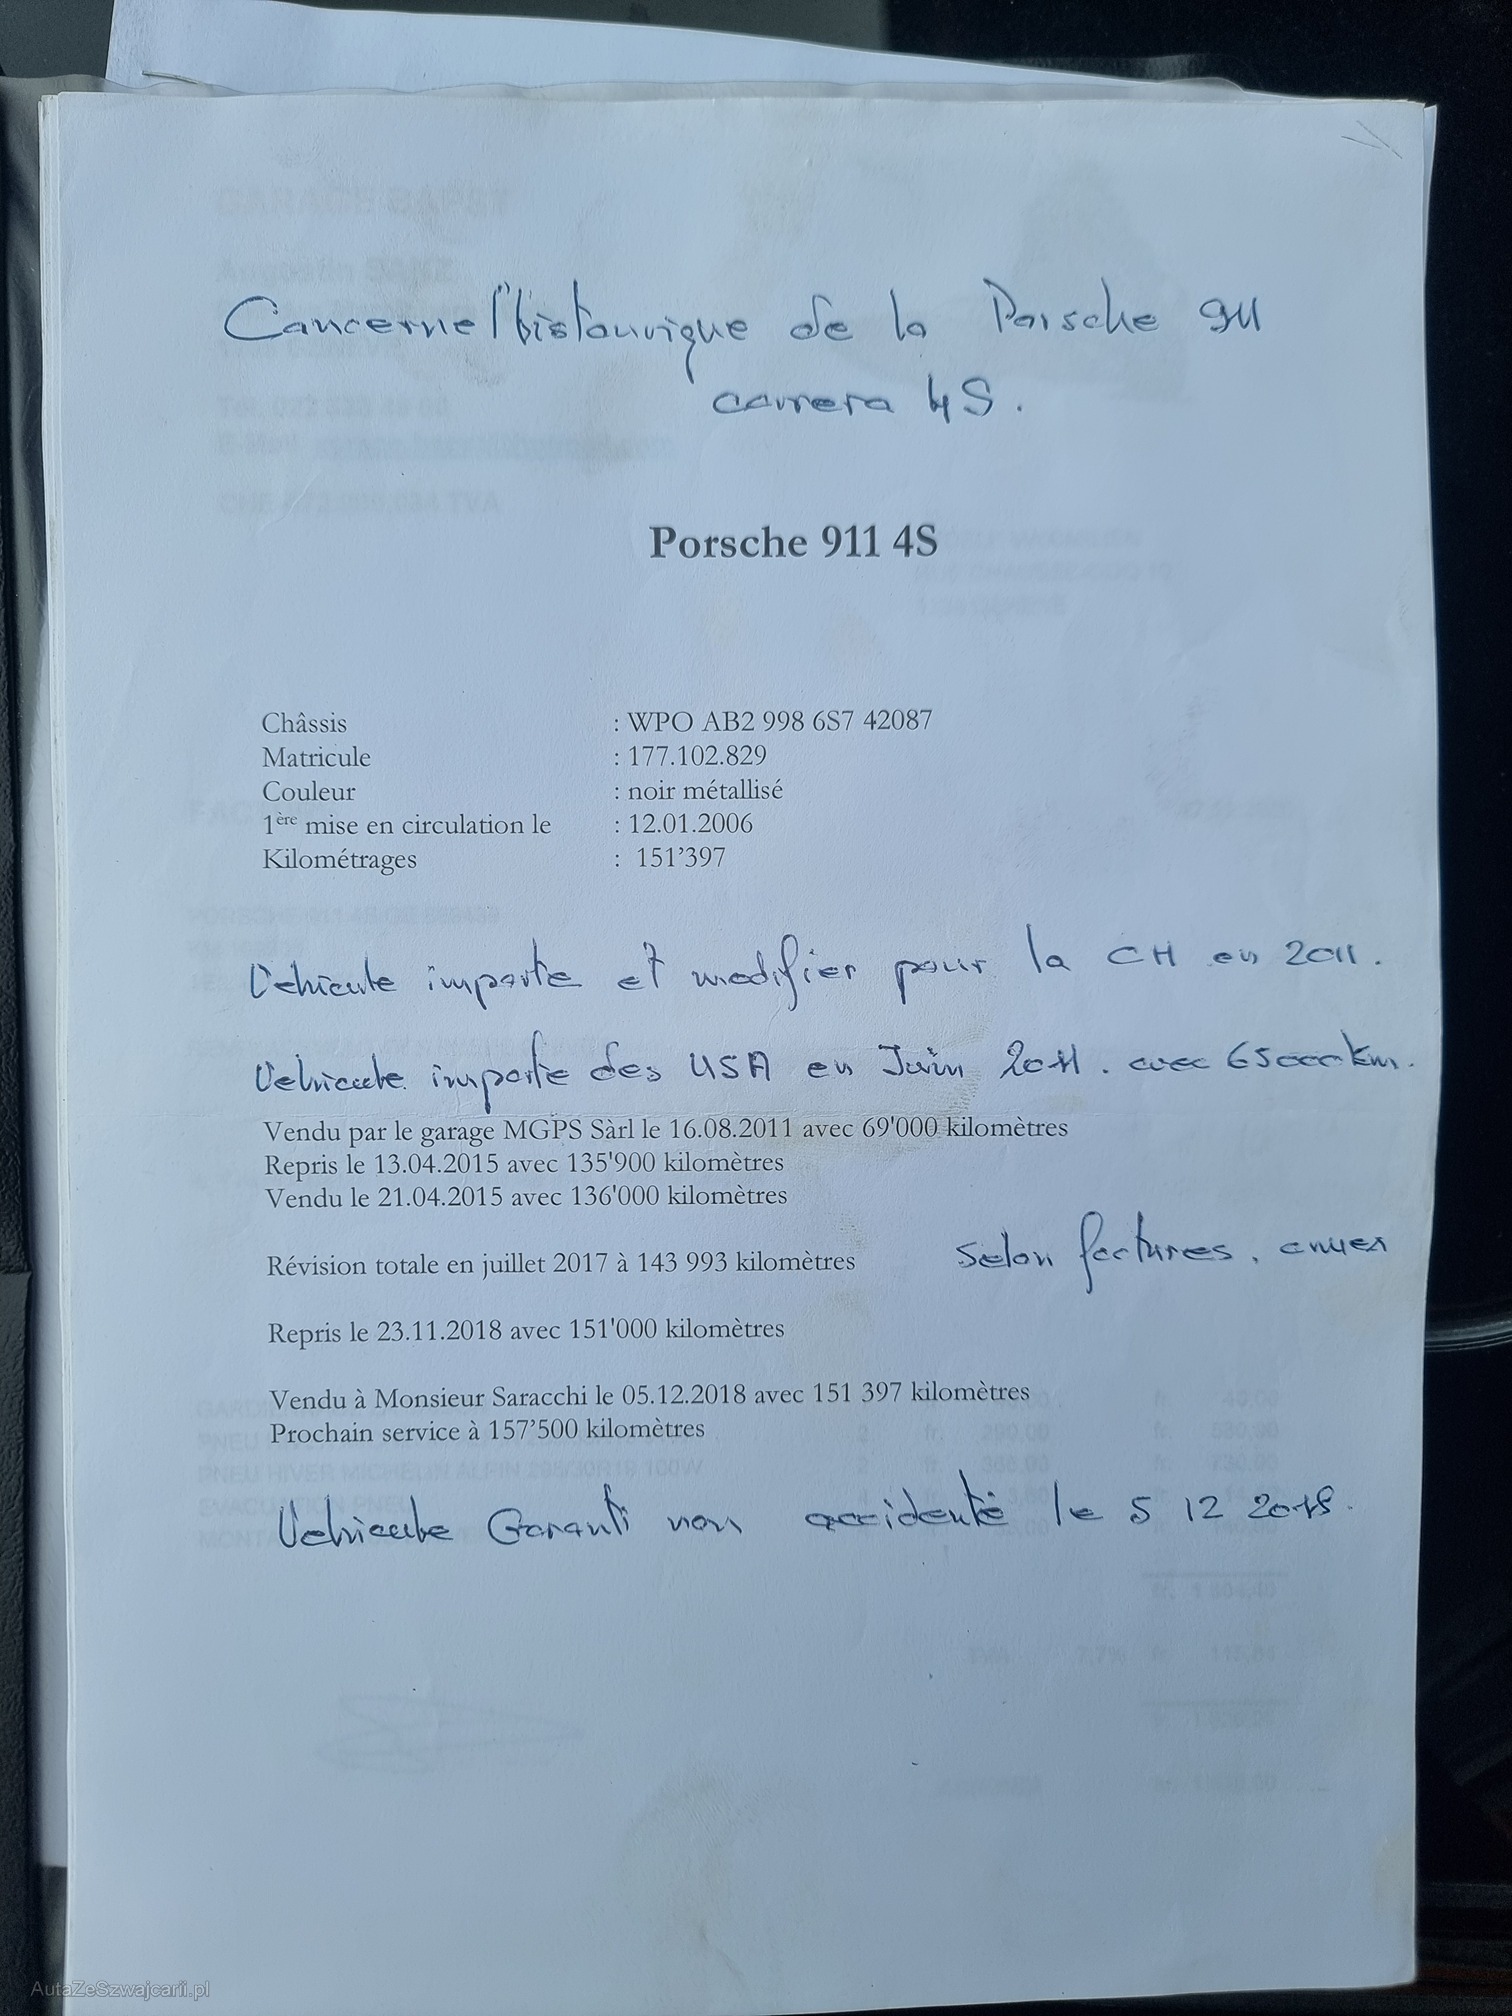 Concerne l'historique de la Porsche 911
carrera 4S.
Porsche 911 4S
Châssis : WPO AB2 998 6S7 42087
Matricule : 177.102.829
Couleur : noir métallisé
1ère mise en circulation le : 12.01.2006
Kilométrages : 151’397
Vehicule importe et modifier pour la CH en 2011.
Vehicule importe des USA en Juin 2011. avec 65000km.
Vendu par le garage MGPS Sàrl le 16.08.2011 avec 69'000 kilomètres
Repris le 13.04.2015 avec 135'900 kilomètres
Vendu le 21.04.2015 avec 136'000 kilomètres
Révision totale en juillet 2017 à 143 993 kilomètres selon factures.
Repris le 23.11.2018 avec 151'000 kilomètres
Vendu à Monsieur Saracchi le 05.12.2018 avec 151 397 kilomètres
Prochain service à 157’500 kilomètres
Vehicule Garanti non accidenté le 5 12 2018.
AutaZeSzwajcarii.pl